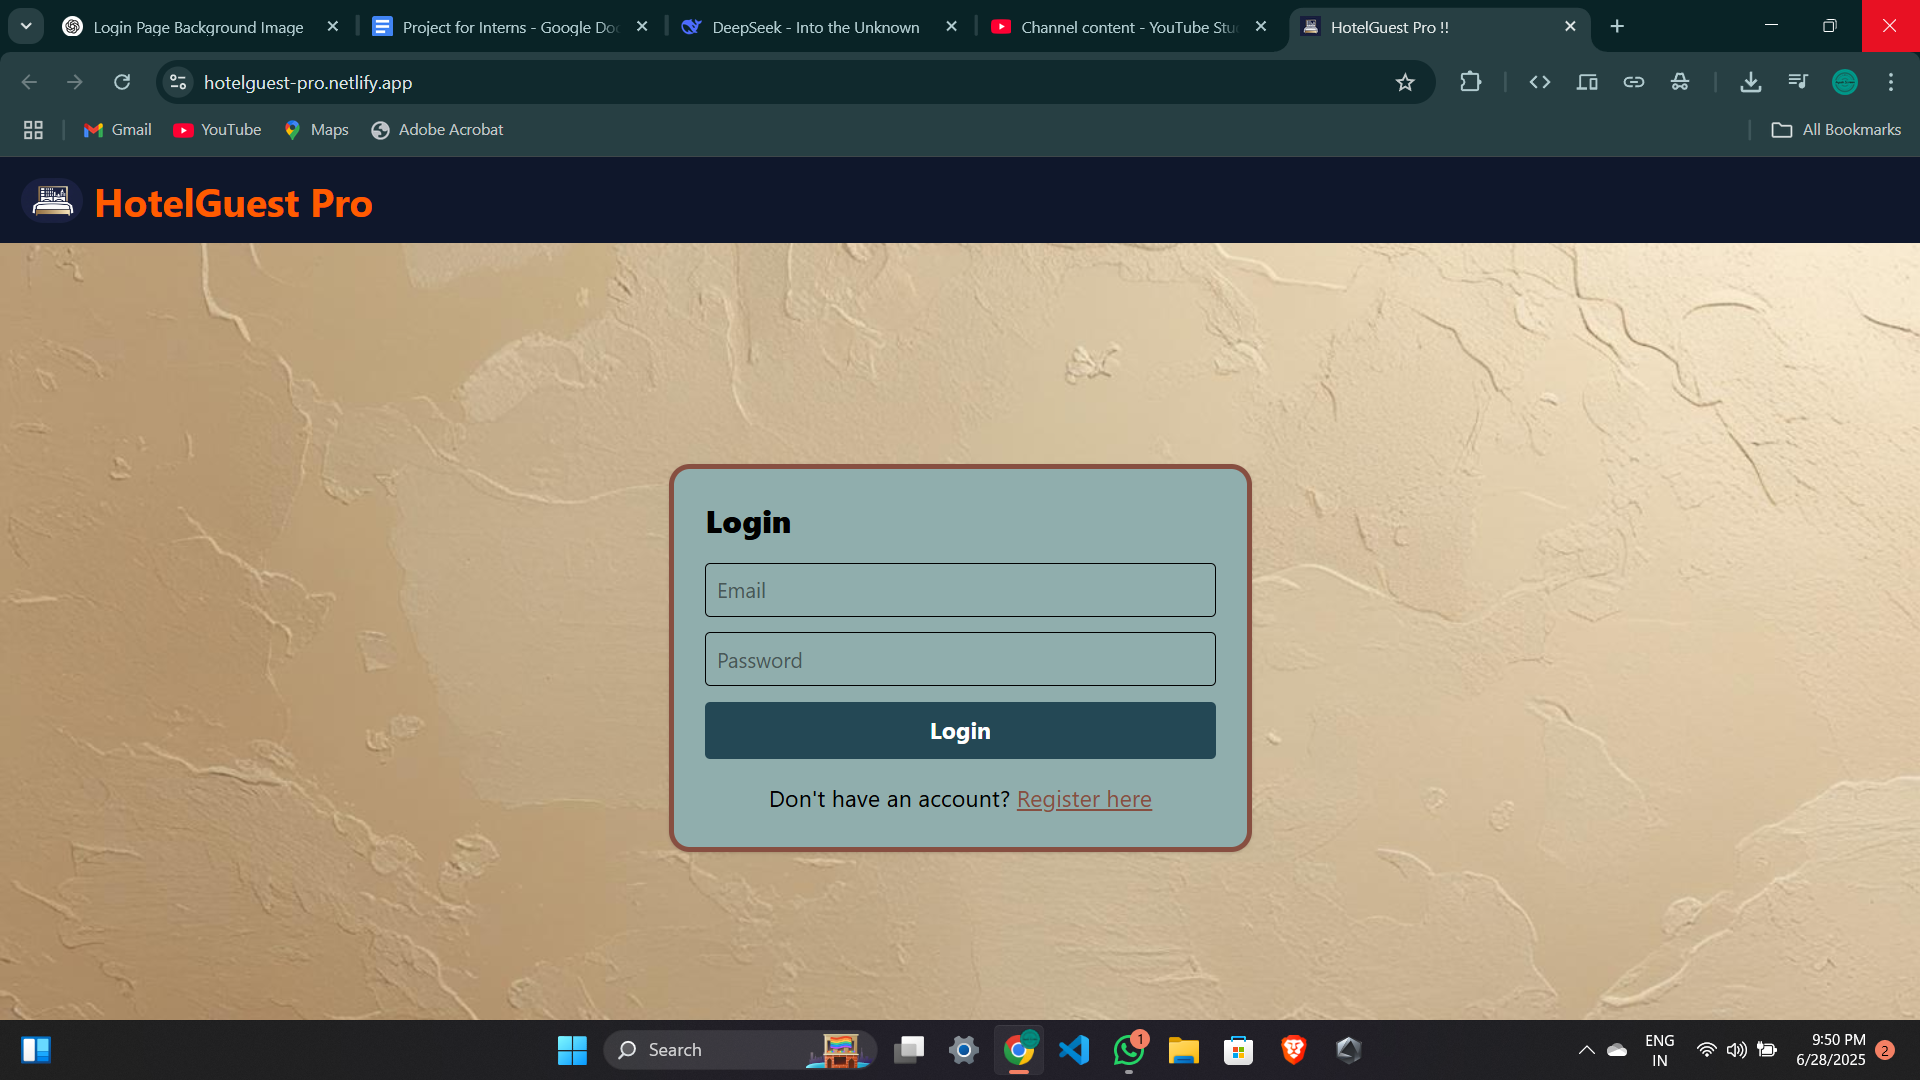 Login Page Background Image
Project for Interns - Google Doc
DeepSeek - Into the Unknown
Channel content - YouTube Stu
HotelGuest Pro !!
hotelguest-pro.netlify.app
Gmail
YouTube
Maps
Adobe Acrobat
All Bookmarks
HotelGuest Pro
Login
Email
Password
Login
Don't have an account? Register here
Search
1
ENG
IN
9:50 PM
6/28/2025
2